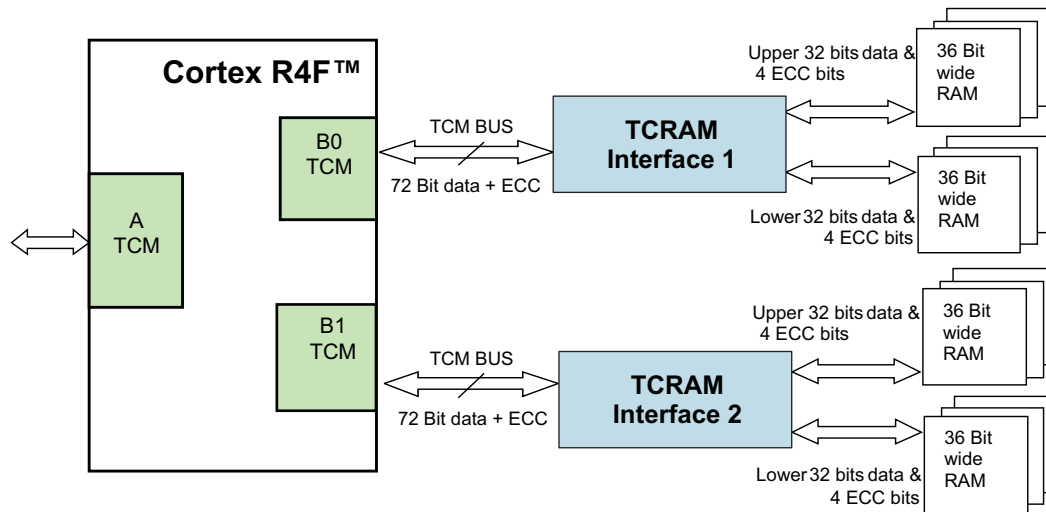 Cortex R4F™
A
TCM
B0
TCM
B1
TCM
TCM BUS
72 Bit data + ECC
TCRAM
Interface 1
Upper 32 bits data &
4 ECC bits
36 Bit
wide
RAM
Lower 32 bits data &
4 ECC bits
36 Bit
wide
RAM
TCM BUS
72 Bit data + ECC
TCRAM
Interface 2
Upper 32 bits data &
4 ECC bits
36 Bit
wide
RAM
Lower 32 bits data &
4 ECC bits
36 Bit
wide
RAM